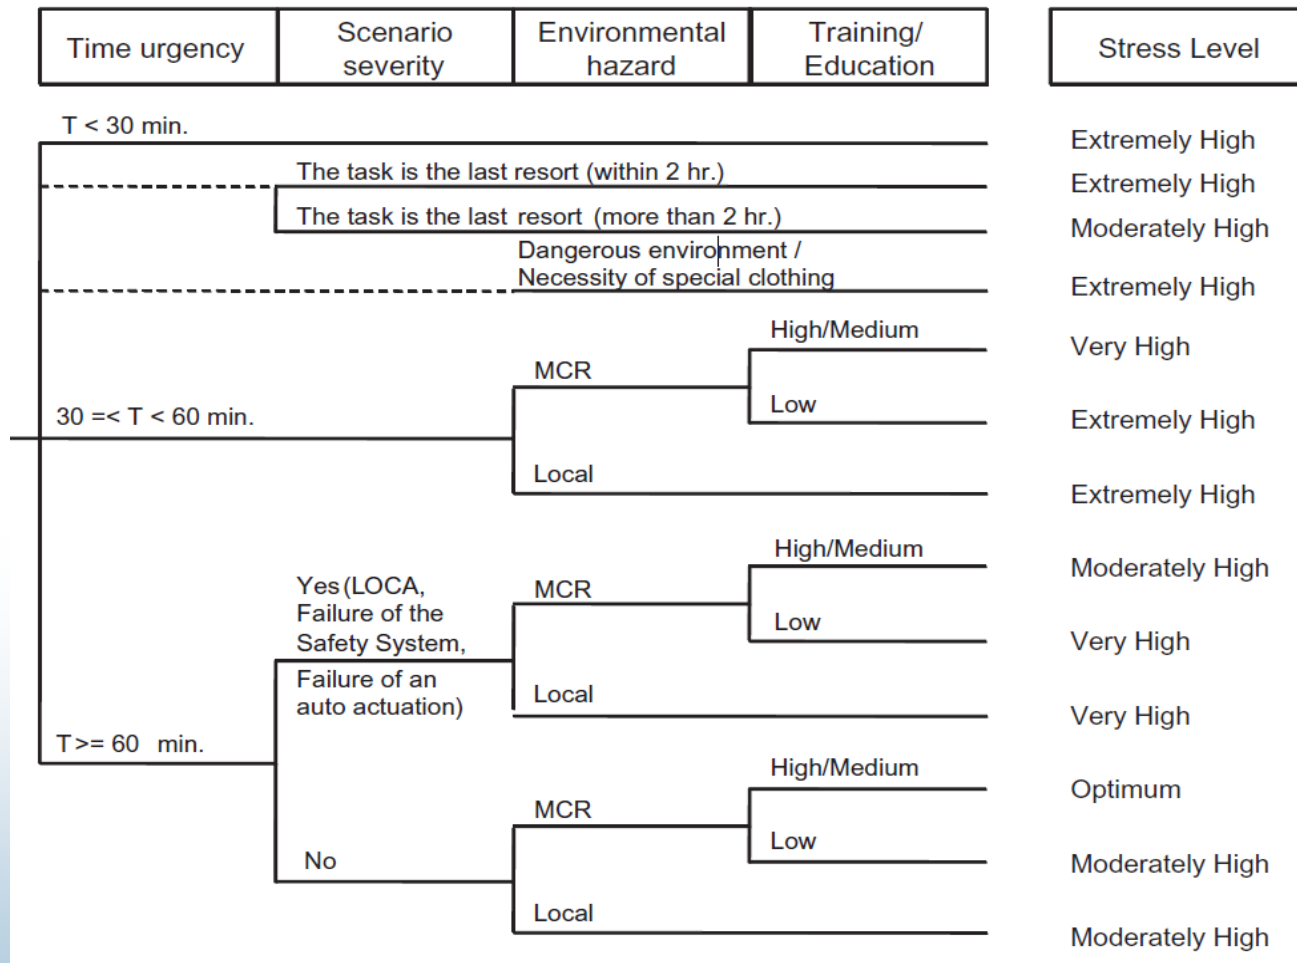 Time urgency
Scenario
severity
Environmental
hazard
Training/
Education
Stress Level
T < 30 min.
Extremely High
The task is the last resort (within 2 hr.)
Extremely High
The task is the last resort (more than 2 hr.)
Moderately High
Dangerous environment /
Necessity of special clothing
Extremely High
High/Medium
Very High
MCR
30 =< T < 60 min.
Low
Extremely High
Local
Extremely High
High/Medium
Moderately High
Yes (LOCA,
Failure of the
Safety System,
Failure of an
auto actuation)
MCR
Low
Very High
Local
Very High
T >= 60 min.
High/Medium
Optimum
MCR
Low
Moderately High
No
Local
Moderately High